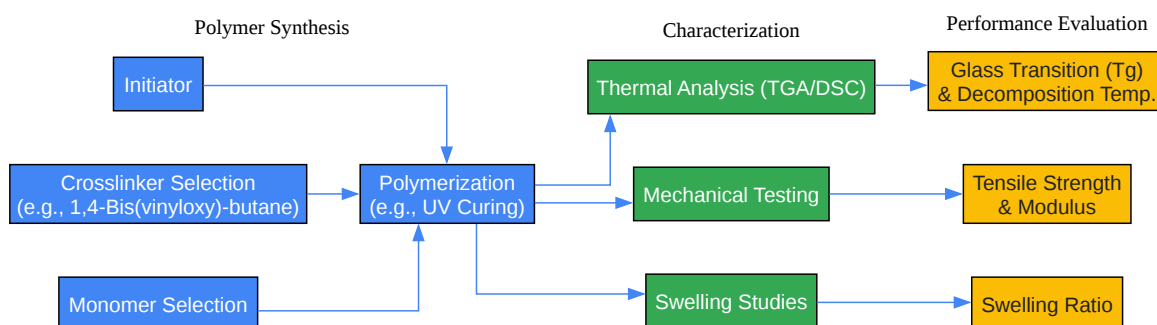 Polymer Synthesis
Characterization
Performance Evaluation
Initiator
Thermal Analysis (TGA/DSC)
Glass Transition (Tg)
& Decomposition Temp.
Crosslinker Selection
(e.g., 1,4-Bis(vinyloxy)-butane)
Polymerization
(e.g., UV Curing)
Mechanical Testing
Tensile Strength
& Modulus
Monomer Selection
Swelling Studies
Swelling Ratio